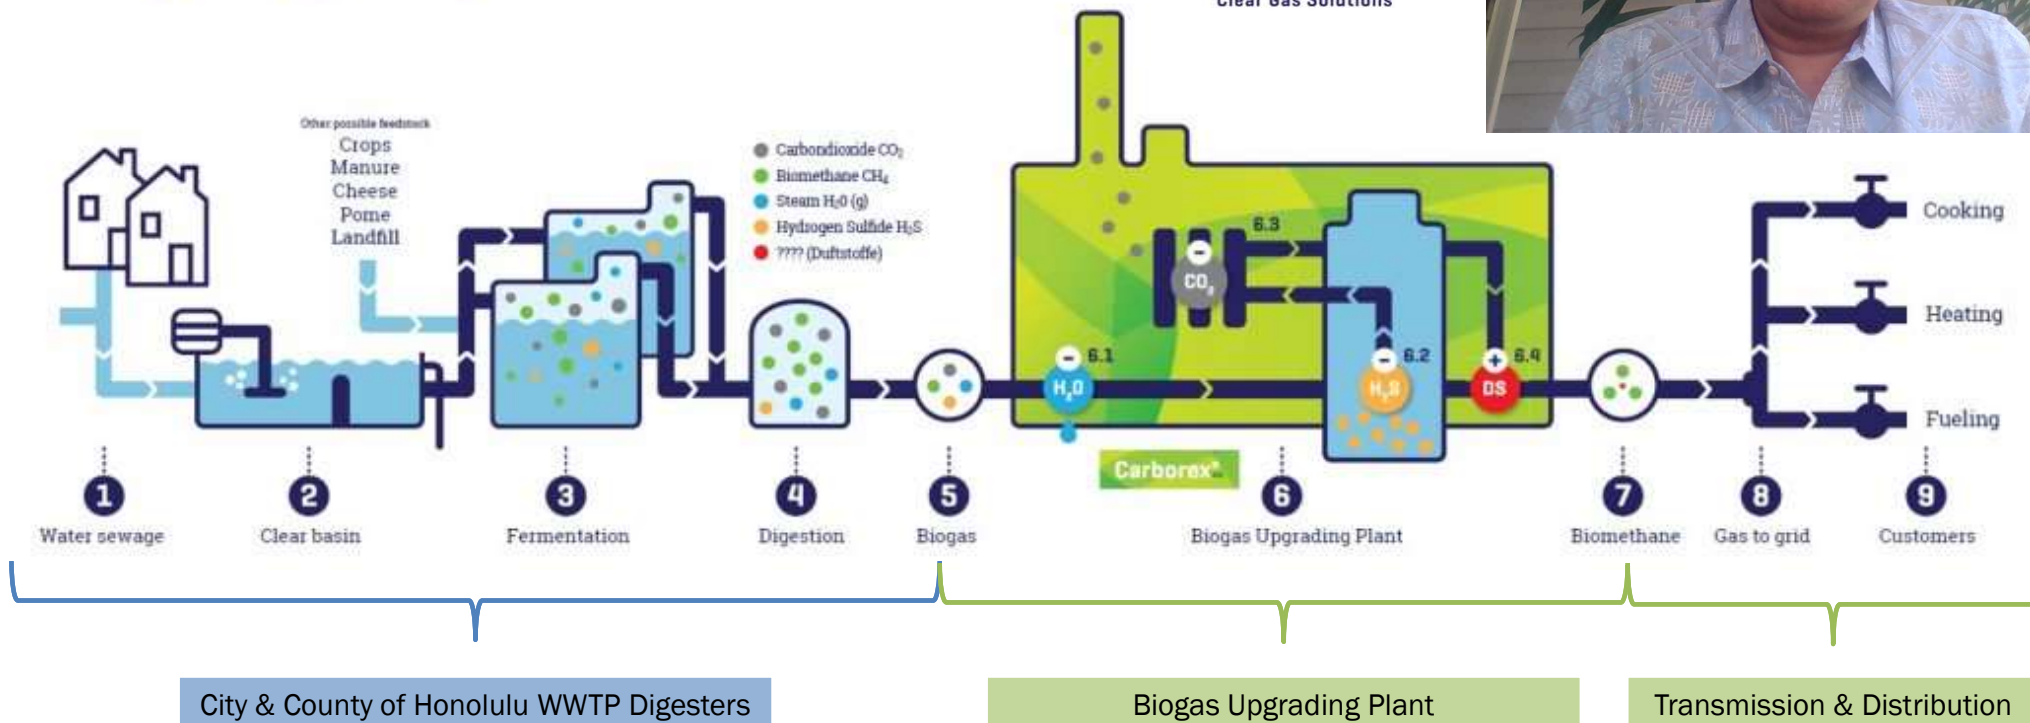 Clear Gas Solutions
Other possible feedstock
Crops
Manure
Cheese
Pome
Landfill
Carbondioxide CO₂
Biomethane CH₄
Steam H₂O (g)
Hydrogen Sulfide H₂S
???? (Duftstoffe)
6.3
CO₂
6.1
H₂O
6.2
H₂S
6.4
DS
Cooking
Heating
Fueling
Carborex
1
2
3
4
5
6
7
8
9
Water sewage
Clear basin
Fermentation
Digestion
Biogas
Biogas Upgrading Plant
Biomethane
Gas to grid
Customers
City & County of Honolulu WWTP Digesters
Biogas Upgrading Plant
Transmission & Distribution